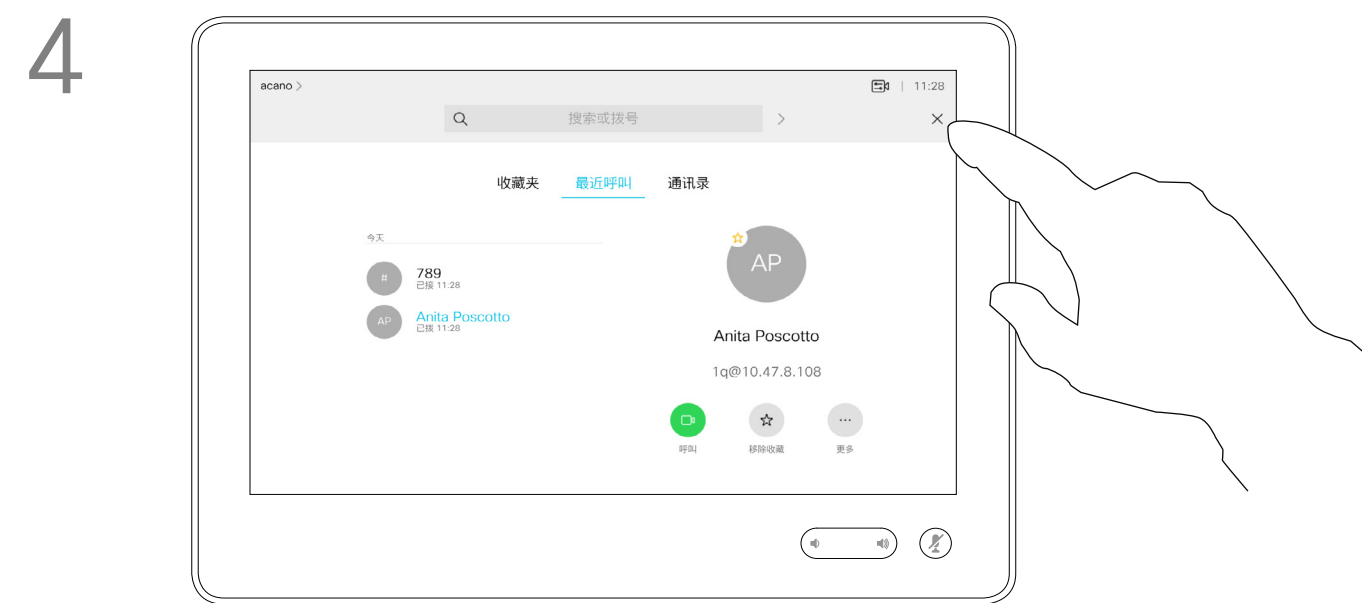 4
acano
11:28
搜索或拨号
收藏夹 最近呼叫 通讯录
今天
# 789
已接 11:28
AP Anita Poscotto
已拨 11:28
AP
Anita Poscotto
1q@10.47.8.108
呼叫 移除收藏 更多